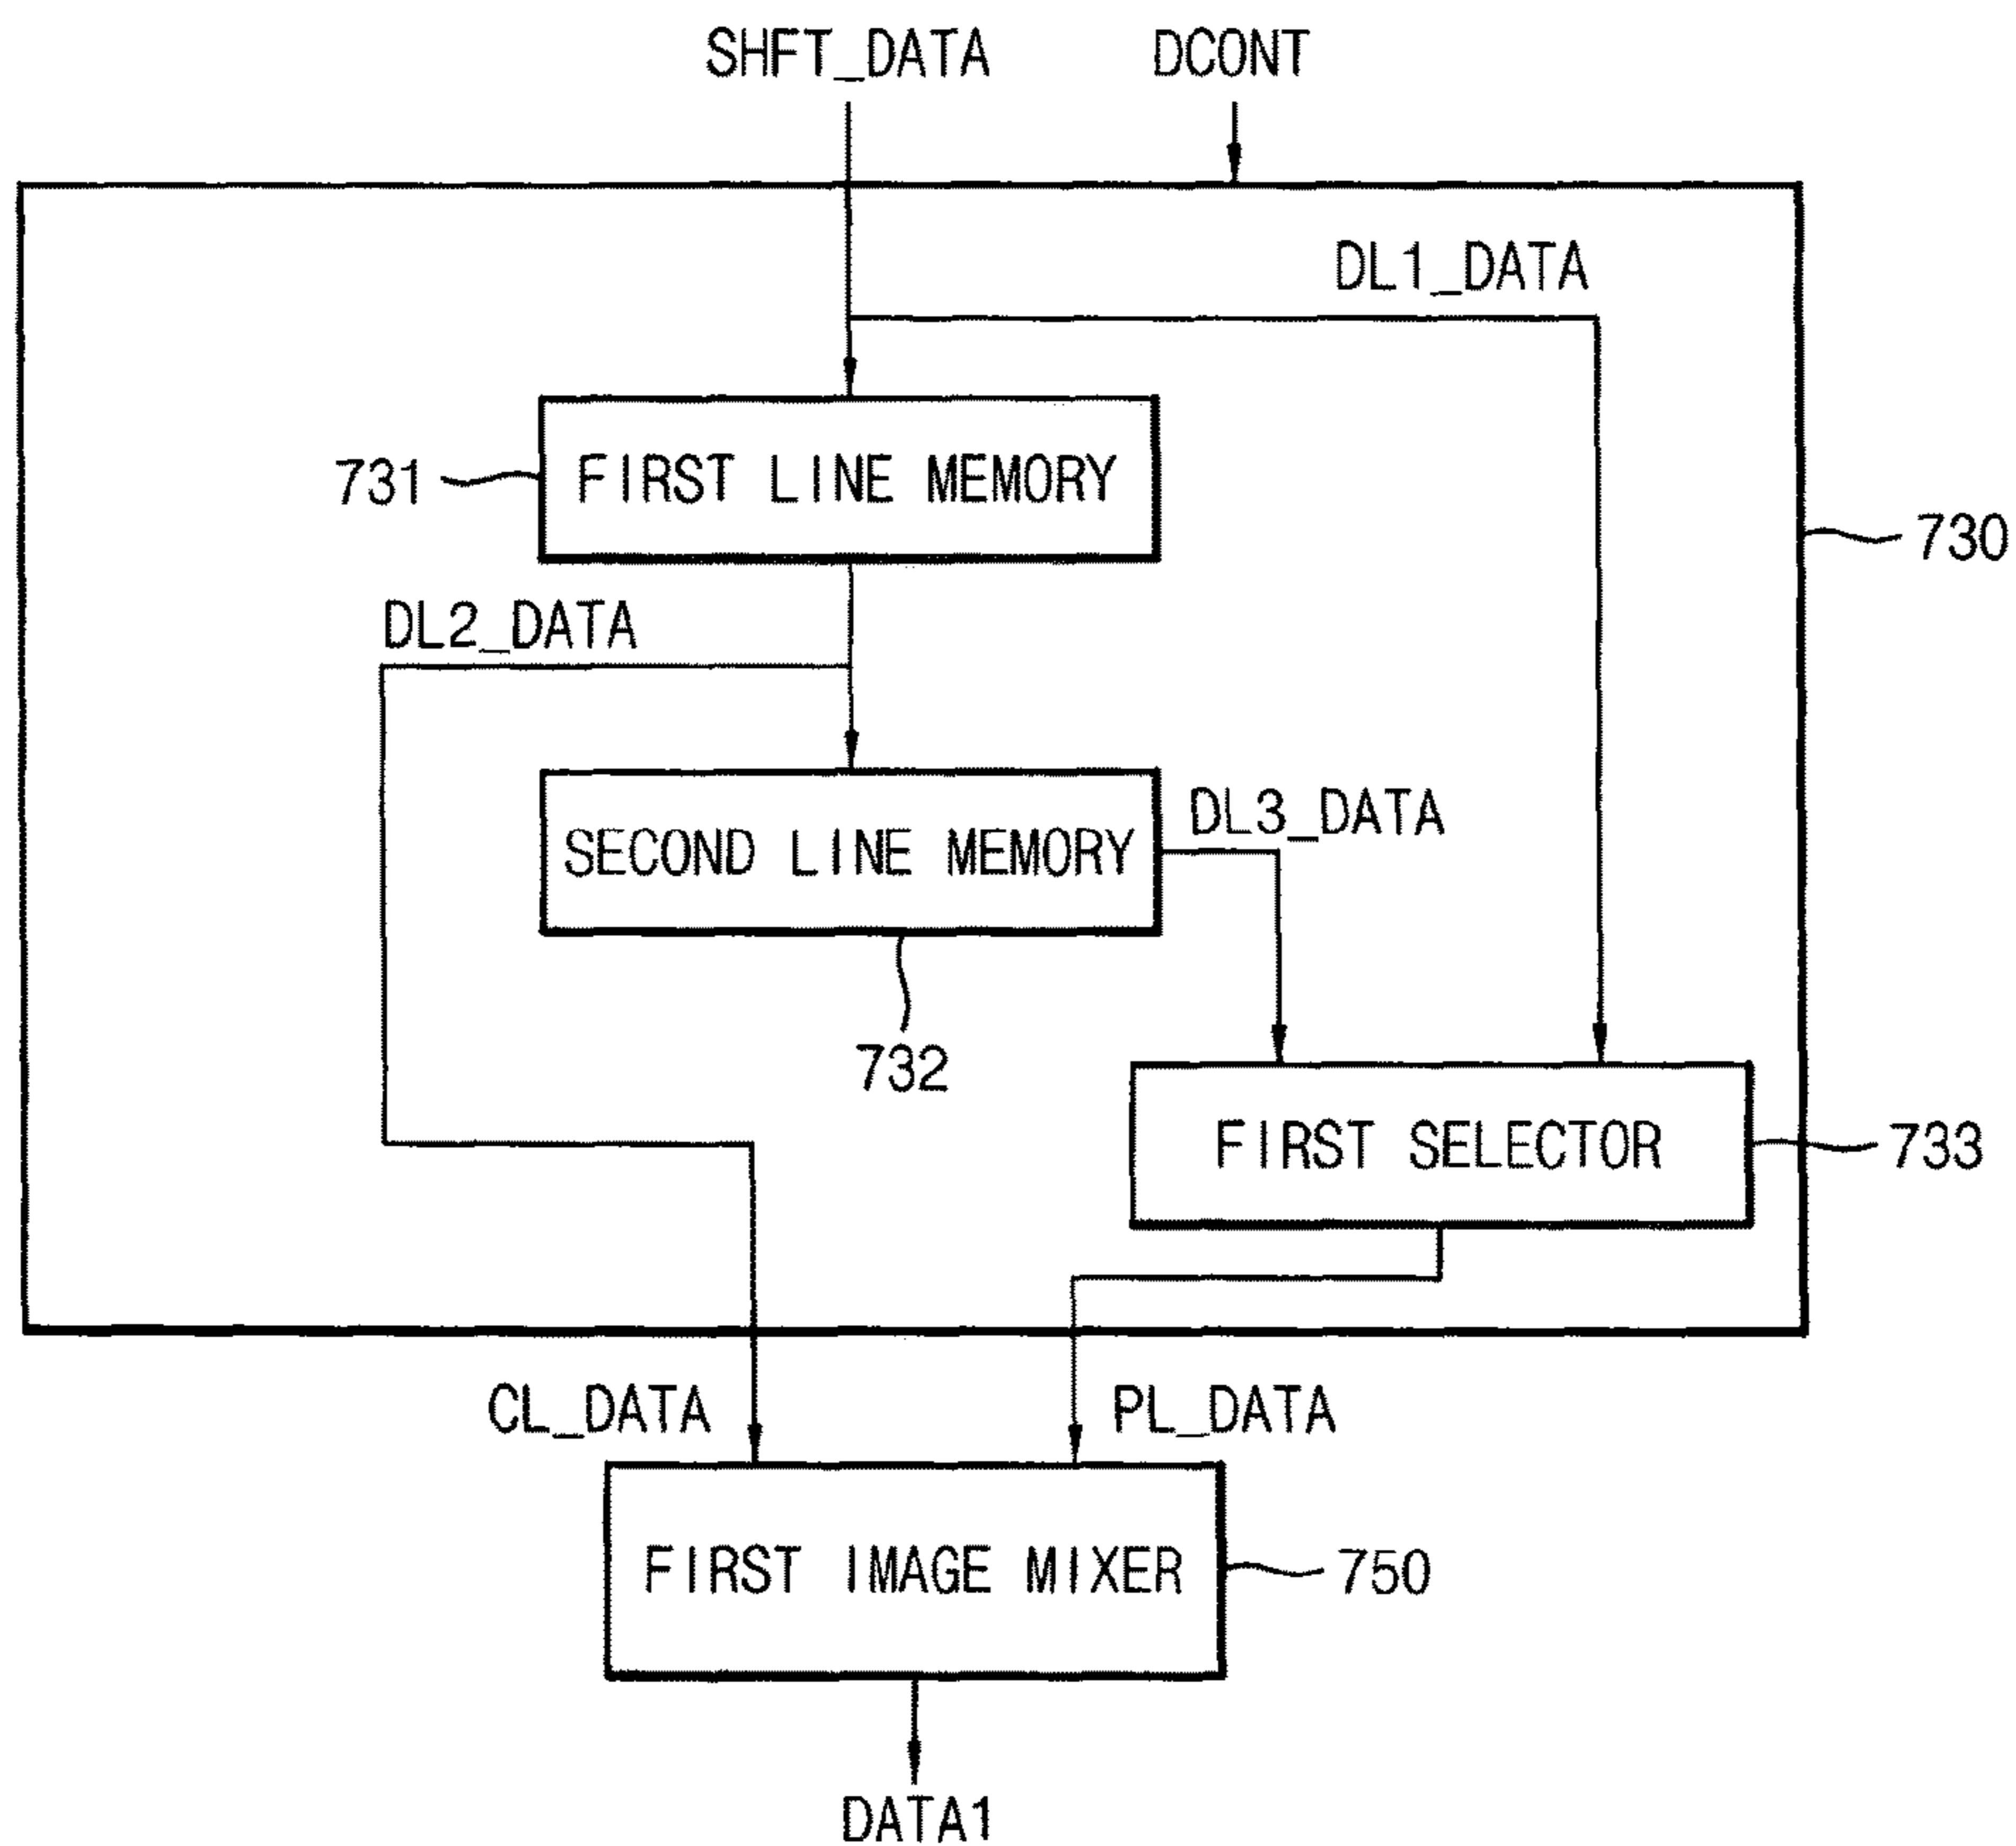 SHFT_DATA
DCONT
DL1_DATA
731
FIRST LINE MEMORY
730
DL2_DATA
SECOND LINE MEMORY
DL3_DATA
732
FIRST SELECTOR
733
CL_DATA
PL_DATA
FIRST IMAGE MIXER
750
DATA1